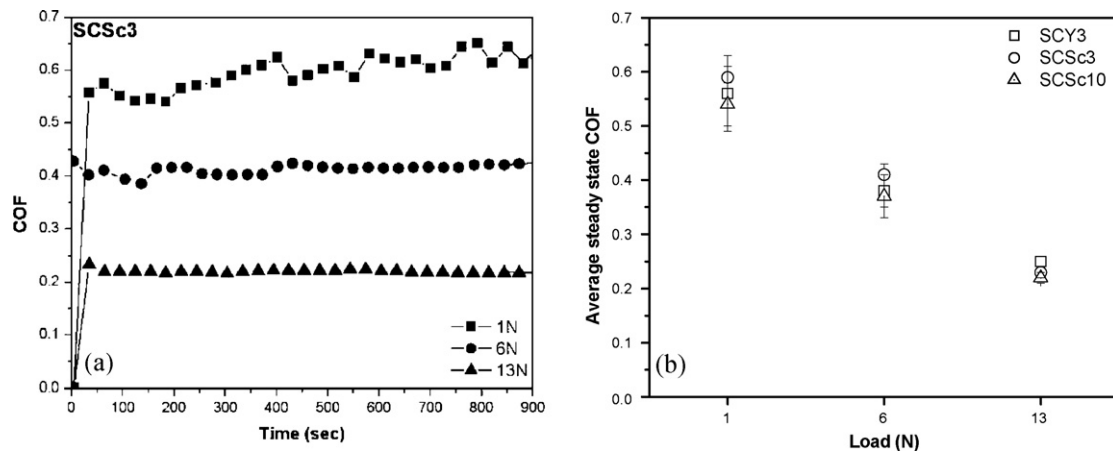 SCSc3
0.7
0.6
0.5
0.4
0.3
0.2
0.1
0.0
COF
0 100 200 300 400 500 600 700 800 900
Time (sec)
1N
6N
13N
(a)
0.7
0.6
0.5
0.4
0.3
0.2
0.1
0.0
Average steady state COF
1 6 13
Load (N)
SCY3
SCSc3
SCSc10
(b)